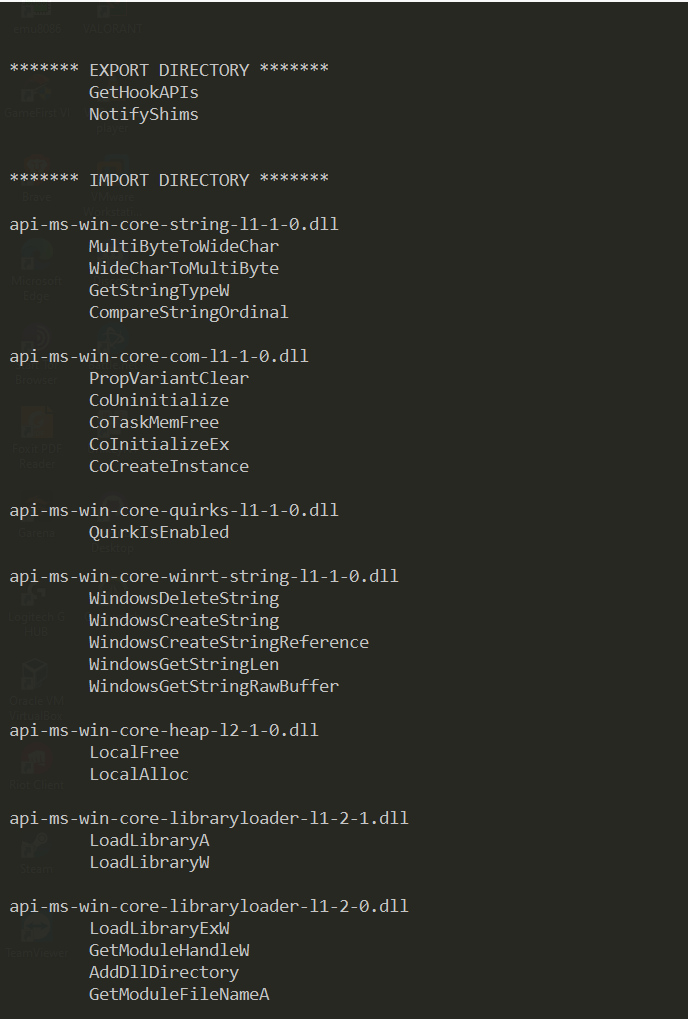 ******* EXPORT DIRECTORY *******
GetHookAPIs
NotifyShims
******* IMPORT DIRECTORY *******
api-ms-win-core-string-l1-1-0.dll
MultiByteToWideChar
WideCharToMultiByte
GetStringTypeW
CompareStringOrdinal
api-ms-win-core-com-l1-1-0.dll
PropVariantClear
CoUninitialize
CoTaskMemFree
CoInitializeEx
CoCreateInstance
api-ms-win-core-quirks-l1-1-0.dll
QuirkIsEnabled
api-ms-win-core-winrt-string-l1-1-0.dll
WindowsDeleteString
WindowsCreateString
WindowsCreateStringReference
WindowsGetStringLen
WindowsGetStringRawBuffer
api-ms-win-core-heap-l2-1-0.dll
LocalFree
LocalAlloc
api-ms-win-core-libraryloader-l1-2-1.dll
LoadLibraryA
LoadLibraryW
api-ms-win-core-libraryloader-l1-2-0.dll
LoadLibraryExW
GetModuleHandleW
AddDllDirectory
GetModuleFileNameA